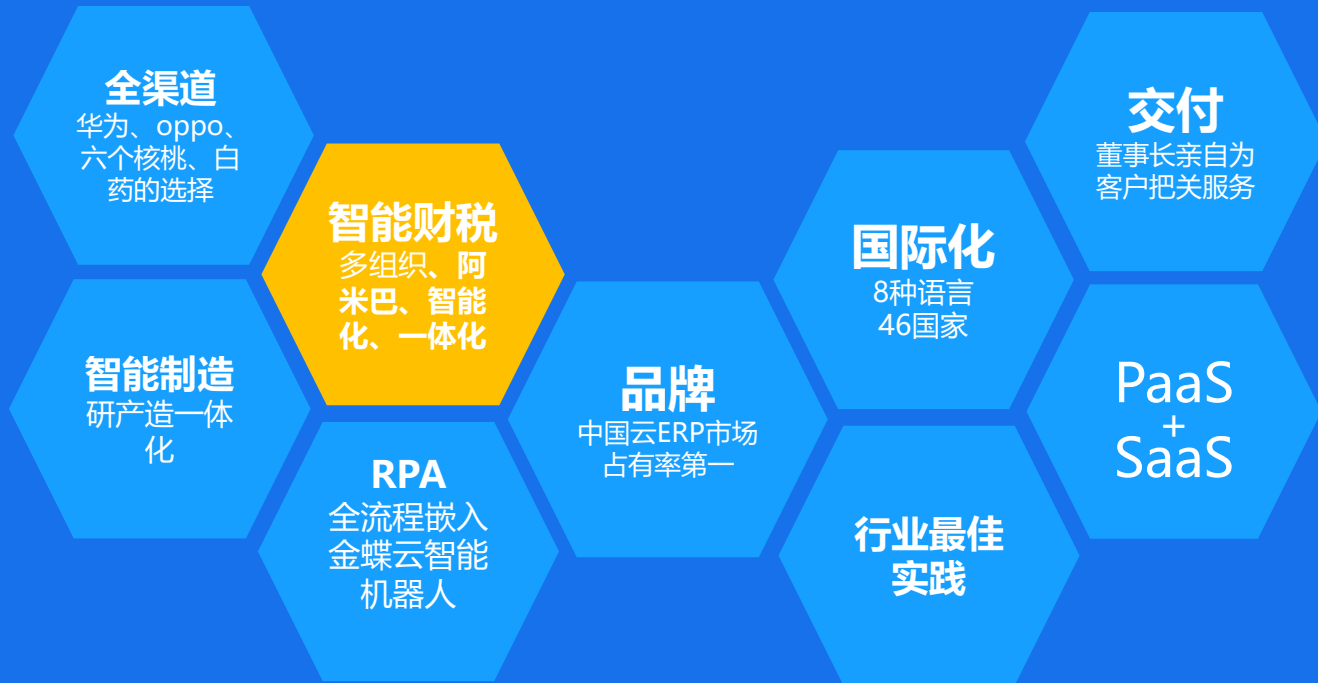 全渠道
华为、oppo、
六个核桃、白
药的选择
智能制造
研产造一体
化
智能财税
多组织、阿
米巴、智能
化、一体化
RPA
全流程嵌入
金蝶云智能
机器人
品牌
中国云ERP市场
占有率第一
国际化
8种语言
46国家
行业最佳
实践
交付
董事长亲自为
客户把关服务
PaaS
+
SaaS